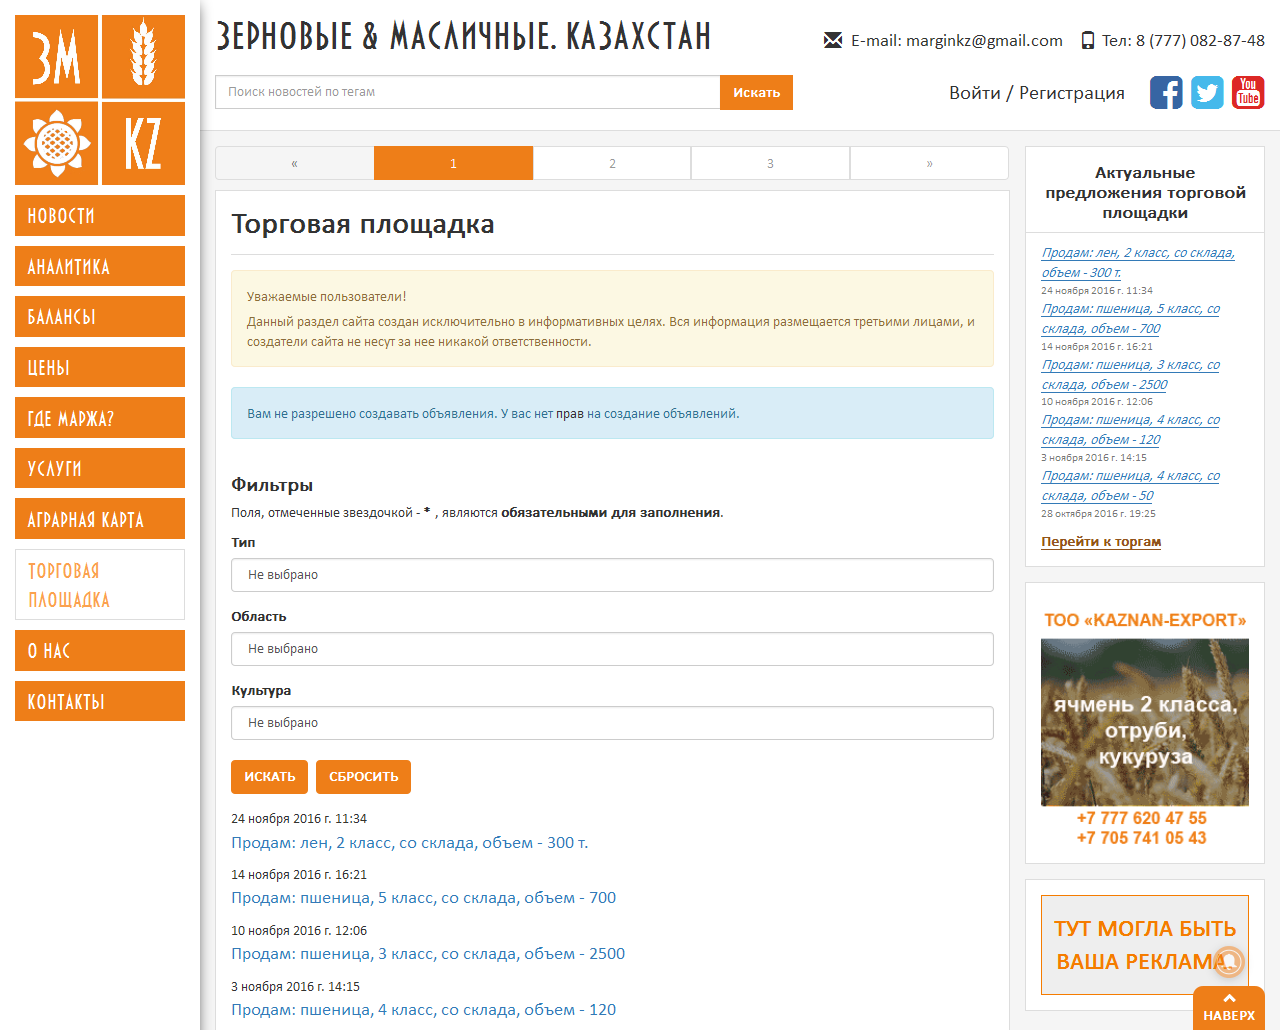 ЗМ
KZ
НОВОСТИ
АНАЛИТИКА
БАЛАНСЫ
ЦЕНЫ
ГДЕ МАРЖА?
УСЛУГИ
АГРАРНАЯ КАРТА
ТОРГОВАЯ
ПЛОЩАДКА
О НАС
КОНТАКТЫ
ЗЕРНОВЫЕ & МАСЛИЧНЫЕ. КАЗАХСТАН
E-mail: marginkz@gmail.com Тел: 8 (777) 082-87-48
Поиск новостей по тегам Искать
Войти / Регистрация
You
Tube
« 1 2 3 »
Торговая площадка
Уважаемые пользователи!
Данный раздел сайта создан исключительно в информативных целях. Вся информация размещается третьими лицами, и
создатели сайта не несут за нее никакой ответственности.
Вам не разрешено создавать объявления. У вас нет прав на создание объявлений.
Фильтры
Поля, отмеченные звездочкой - * , являются обязательными для заполнения.
Тип
Не выбрано
Область
Не выбрано
Культура
Не выбрано
ИСКАТЬ СБРОСИТЬ
24 ноября 2016 г. 11:34
Продам: лен, 2 класс, со склада, объем - 300 т.
14 ноября 2016 г. 16:21
Продам: пшеница, 5 класс, со склада, объем - 700
10 ноября 2016 г. 12:06
Продам: пшеница, 3 класс, со склада, объем - 2500
3 ноября 2016 г. 14:15
Продам: пшеница, 4 класс, со склада, объем - 120
Актуальные
предложения торговой
площадки
Продам: лен, 2 класс, со склада,
объем - 300 т.
24 ноября 2016 г. 11:34
Продам: пшеница, 5 класс, со
склада, объем - 700
14 ноября 2016 г. 16:21
Продам: пшеница, 3 класс, со
склада, объем - 2500
10 ноября 2016 г. 12:06
Продам: пшеница, 4 класс, со
склада, объем - 120
3 ноября 2016 г. 14:15
Продам: пшеница, 4 класс, со
склада, объем - 50
28 октября 2016 г. 19:25
Перейти к торгам
ТОО «KAZNAN-EXPORT»
ячмень 2 класса,
отруби,
кукуруза
+7 777 620 47 55
+7 705 741 05 43
ТУТ МОГЛА БЫТЬ
ВАША РЕКЛАМА
НАВЕРХ